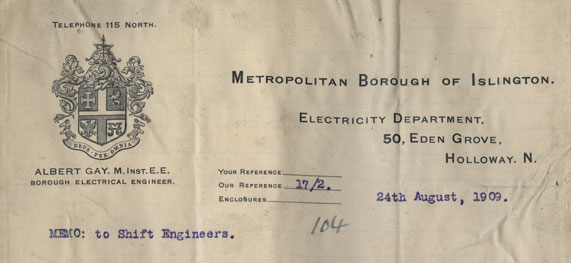 Telephone 115 North.
DEUS PER OMNIA
ALBERT GAY. M.Inst.E.E.
BOROUGH ELECTRICAL ENGINEER.
Metropolitan Borough of Islington.
Electricity Department,
50, Eden Grove,
Holloway. N.
Your Reference
Our Reference 17/2.
Enclosures
24th August, 1909.
104
MEMO: to Shift Engineers.